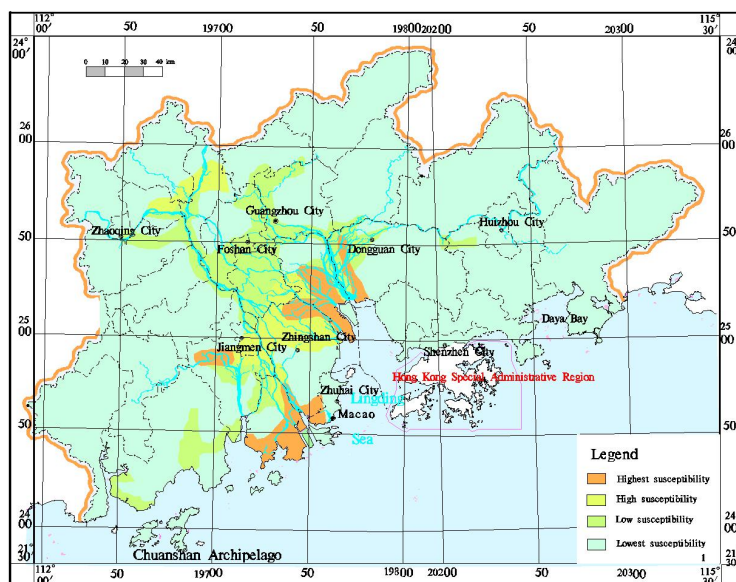 112° 00′
50
19700
50
19800
20200
50
20300
115° 30′
24° 00′
24° 00′
0 10 20 30 40 km
26 00
26 00
Guangzhou City
Zhaoqing City
Huizhou City
50
Foshan City
Dongguan City
50
Daya Bay
25 00
25 00
Zhingshan City
Jiangmen City
Shenzhen City
Hong Kong Special Administrative Region
Zhuhai City
Lingding
Macao
50
Sea
50
Legend
Highest susceptibility
High susceptibility
Low susceptibility
Lowest susceptibility
24 00
24 00
Chuanshan Archipelago
1
21° 30′
21° 30′
112° 00′
50
19700
50
19800
20200
50
20300
115° 30′